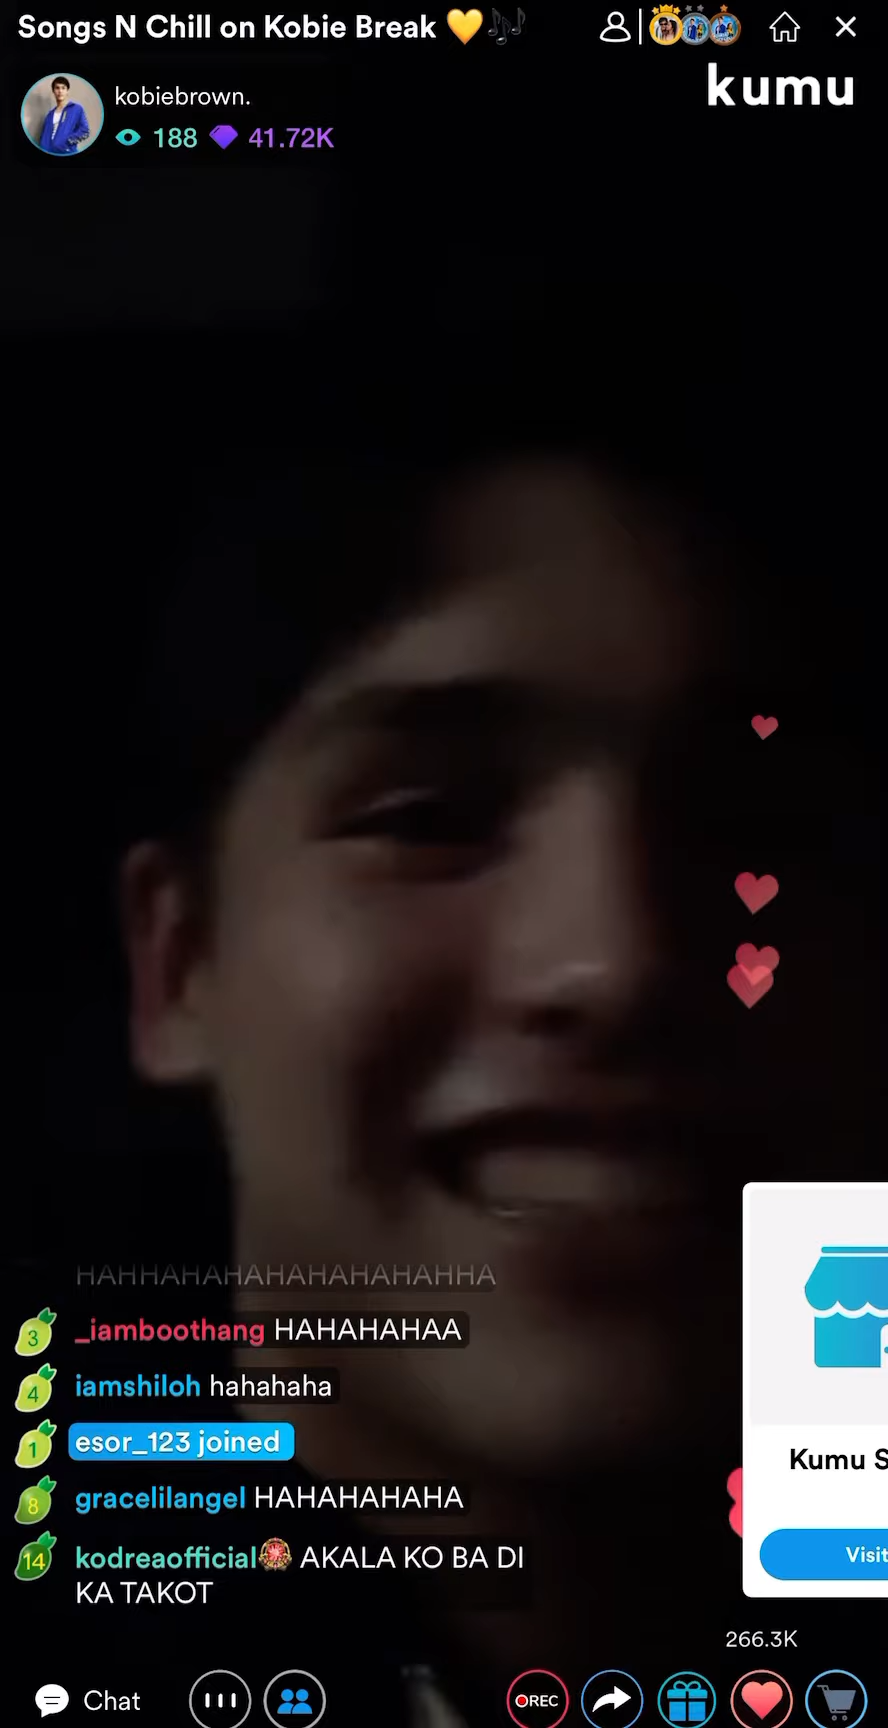 Songs N Chill on Kobie Break 💛🎶
kobiebrown.
188 41.72K
kumu
HAHHAHAHAHAHAHAHAHHA
3 _iamboothang HAHAHAHAA
4 iamshiloh hahahaha
1 esor_123 joined
8 gracelilangel HAHAHAHAHA
14 kodreaofficial AKALA KO BA DI
KA TAKOT
Kumu S
Visit
266.3K
Chat
REC